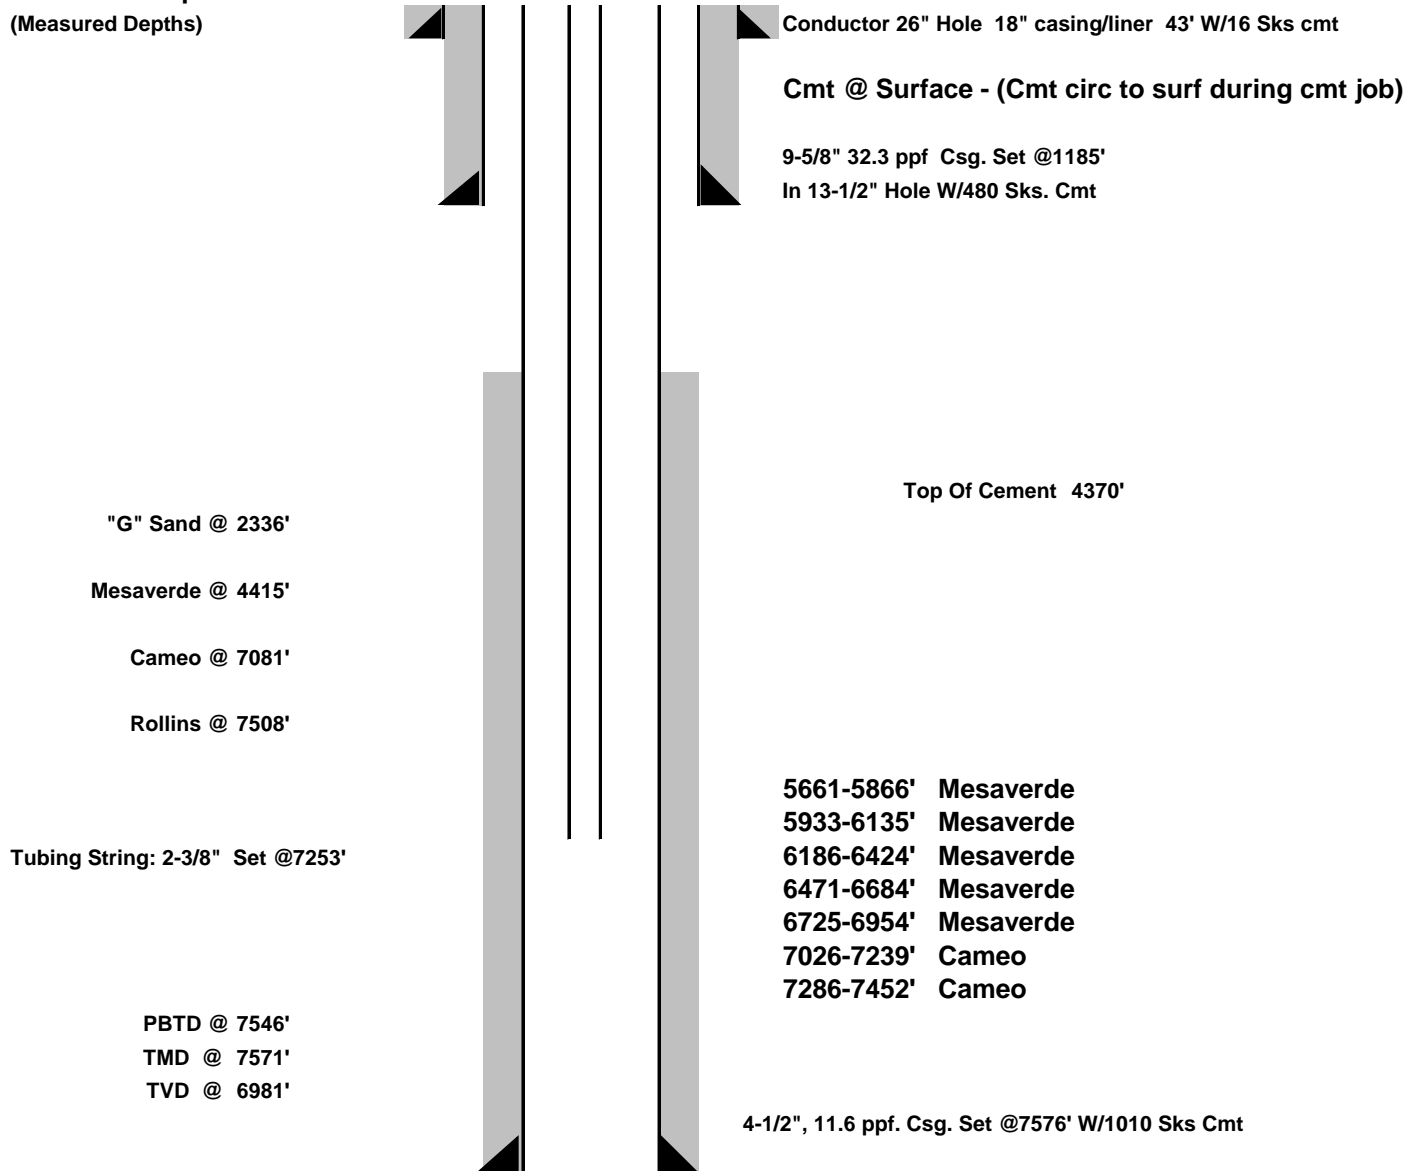 (Measured Depths)
Conductor 26" Hole 18" casing/liner 43' W/16 Sks cmt
Cmt @ Surface - (Cmt circ to surf during cmt job)
9-5/8" 32.3 ppf Csg. Set @1185'
In 13-1/2" Hole W/480 Sks. Cmt
Top Of Cement 4370'
"G" Sand @ 2336'
Mesaverde @ 4415'
Cameo @ 7081'
Rollins @ 7508'
5661-5866' Mesaverde
5933-6135' Mesaverde
Tubing String: 2-3/8" Set @7253'
6186-6424' Mesaverde
6471-6684' Mesaverde
6725-6954' Mesaverde
7026-7239' Cameo
7286-7452' Cameo
PBTD @ 7546'
TMD @ 7571'
TVD @ 6981'
4-1/2", 11.6 ppf. Csg. Set @7576' W/1010 Sks Cmt